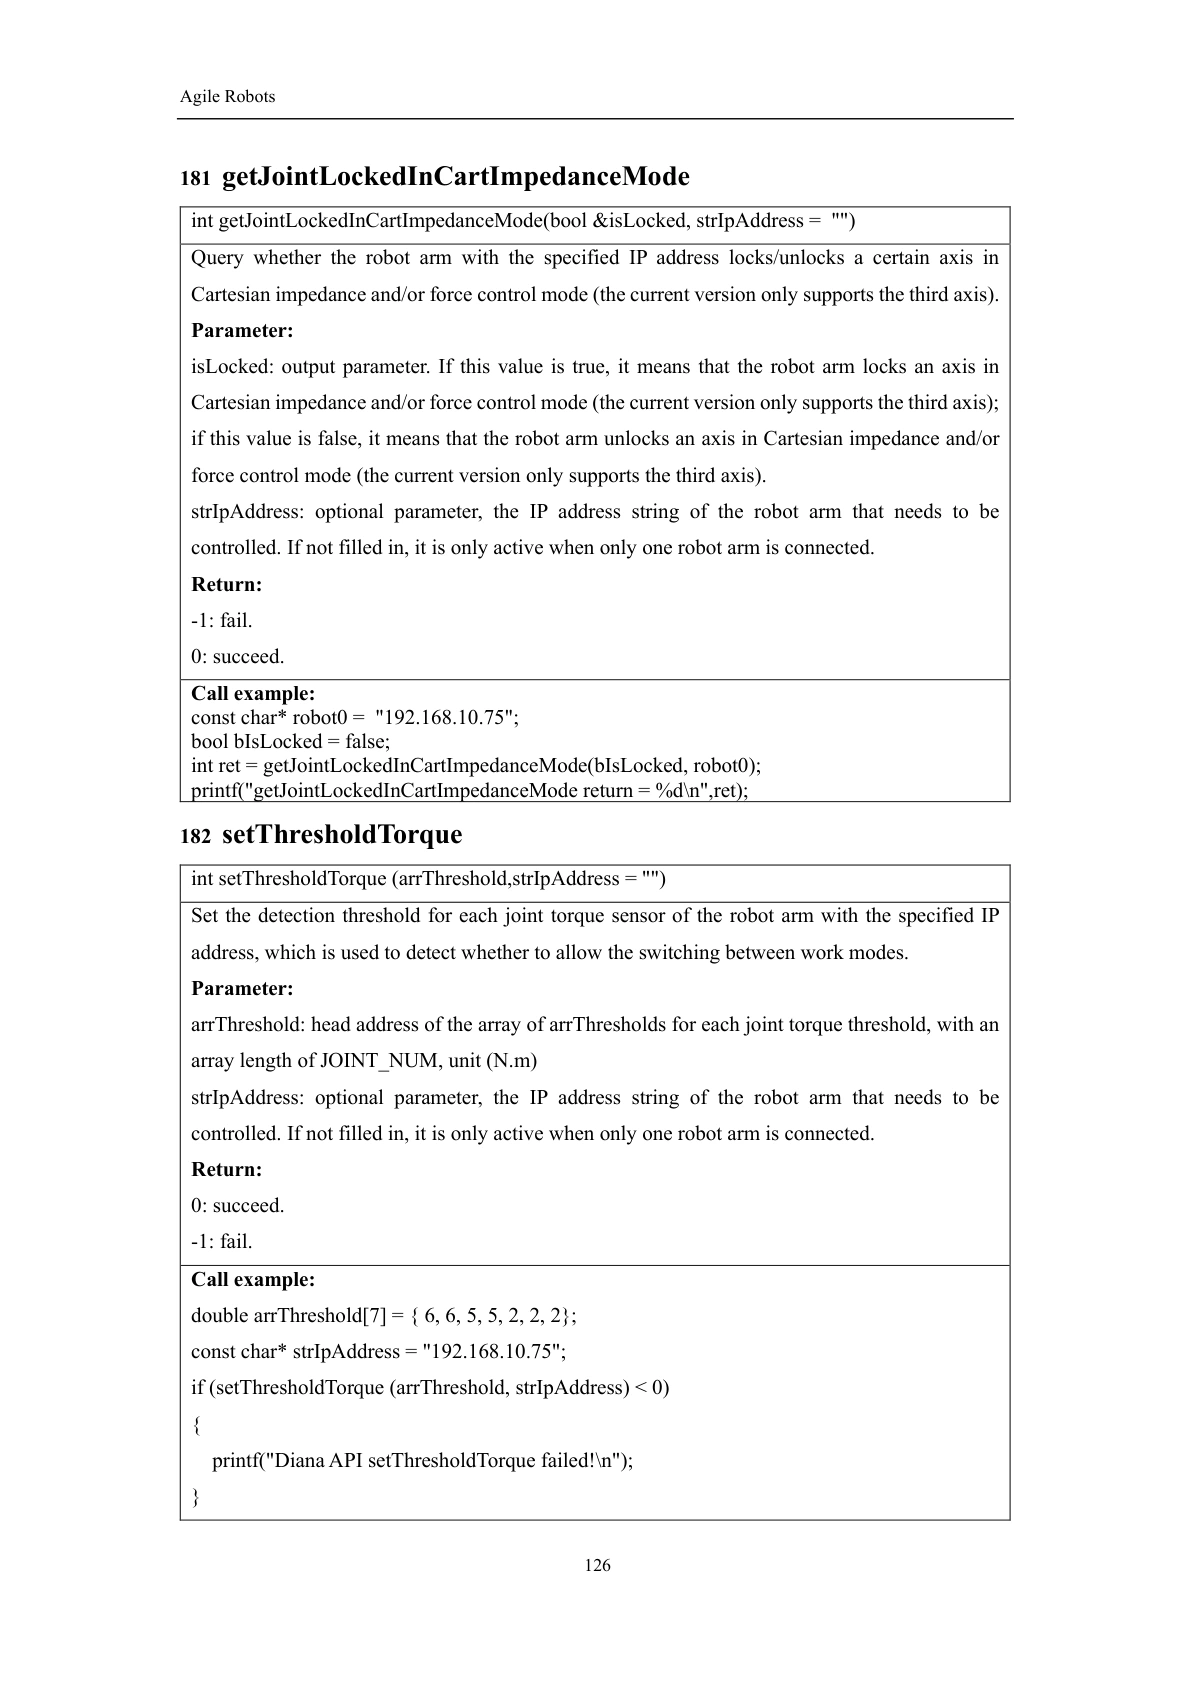 Agile Robots
181 getJointLockedInCartImpedanceMode
int getJointLockedInCartImpedanceMode(bool &isLocked, strIpAddress =  "")
Query whether the robot arm with the specified IP address locks/unlocks a certain axis in
Cartesian impedance and/or force control mode (the current version only supports the third axis).
Parameter:
isLocked: output parameter. If this value is true, it means that the robot arm locks an axis in
Cartesian impedance and/or force control mode (the current version only supports the third axis);
if this value is false, it means that the robot arm unlocks an axis in Cartesian impedance and/or
force control mode (the current version only supports the third axis).
strIpAddress: optional parameter, the IP address string of the robot arm that needs to be
controlled. If not filled in, it is only active when only one robot arm is connected.
Return:
-1: fail.
0: succeed.
Call example:
const char* robot0 =  "192.168.10.75";
bool bIsLocked = false;
int ret = getJointLockedInCartImpedanceMode(bIsLocked, robot0);
printf("getJointLockedInCartImpedanceMode return = %d\n",ret);
182 setThresholdTorque
int setThresholdTorque (arrThreshold,strIpAddress = "")
Set the detection threshold for each joint torque sensor of the robot arm with the specified IP
address, which is used to detect whether to allow the switching between work modes.
Parameter:
arrThreshold: head address of the array of arrThresholds for each joint torque threshold, with an
array length of JOINT_NUM, unit (N.m)
strIpAddress: optional parameter, the IP address string of the robot arm that needs to be
controlled. If not filled in, it is only active when only one robot arm is connected.
Return:
0: succeed.
-1: fail.
Call example:
double arrThreshold[7] = { 6, 6, 5, 5, 2, 2, 2};
const char* strIpAddress = "192.168.10.75";
if (setThresholdTorque (arrThreshold, strIpAddress) < 0)
{
printf("Diana API setThresholdTorque failed!\n");
}
126